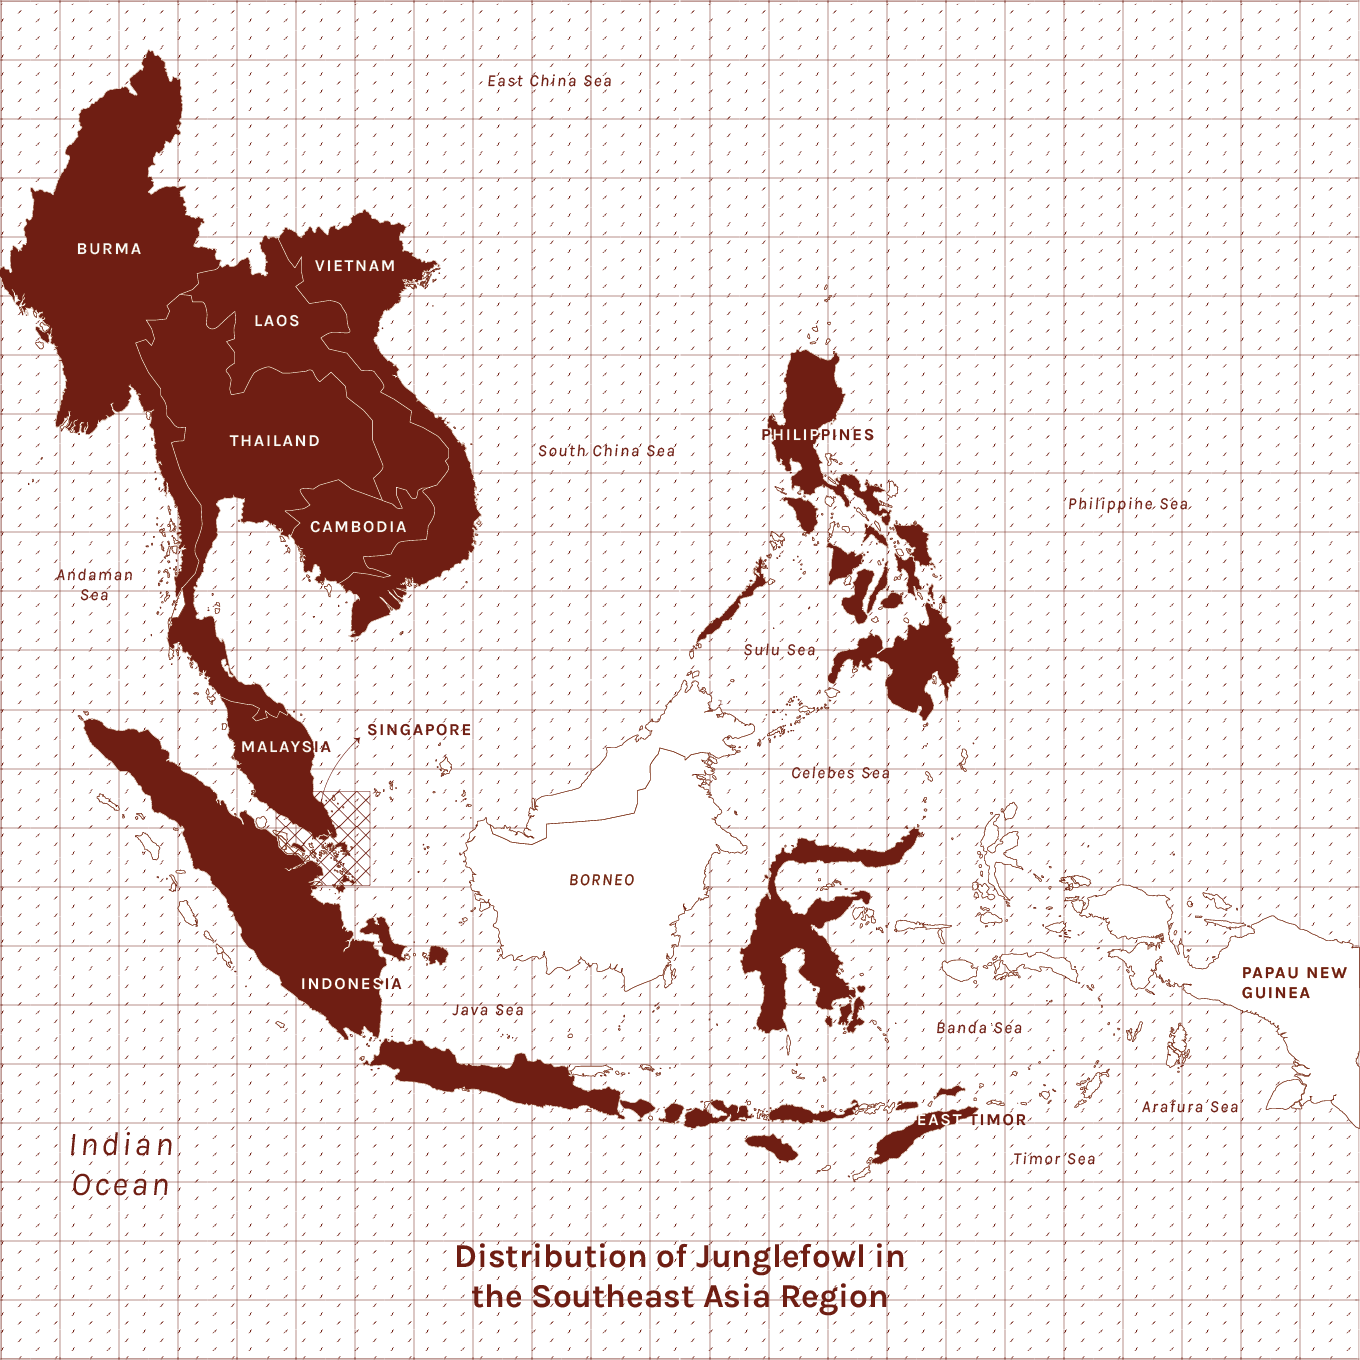 East China Sea
BURMA
VIETNAM
LAOS
PHILIPPINES
THAILAND
South China Sea
Philippine Sea
CAMBODIA
Andaman
Sea
Sulu Sea
SINGAPORE
MALAYSIA
Celebes Sea
BORNEO
PAPAU NEW
GUINEA
INDONESIA
Java Sea
Banda Sea
Arafura Sea
EAST TIMOR
Timor Sea
Indian
Ocean
Distribution of Junglefowl in
the Southeast Asia Region